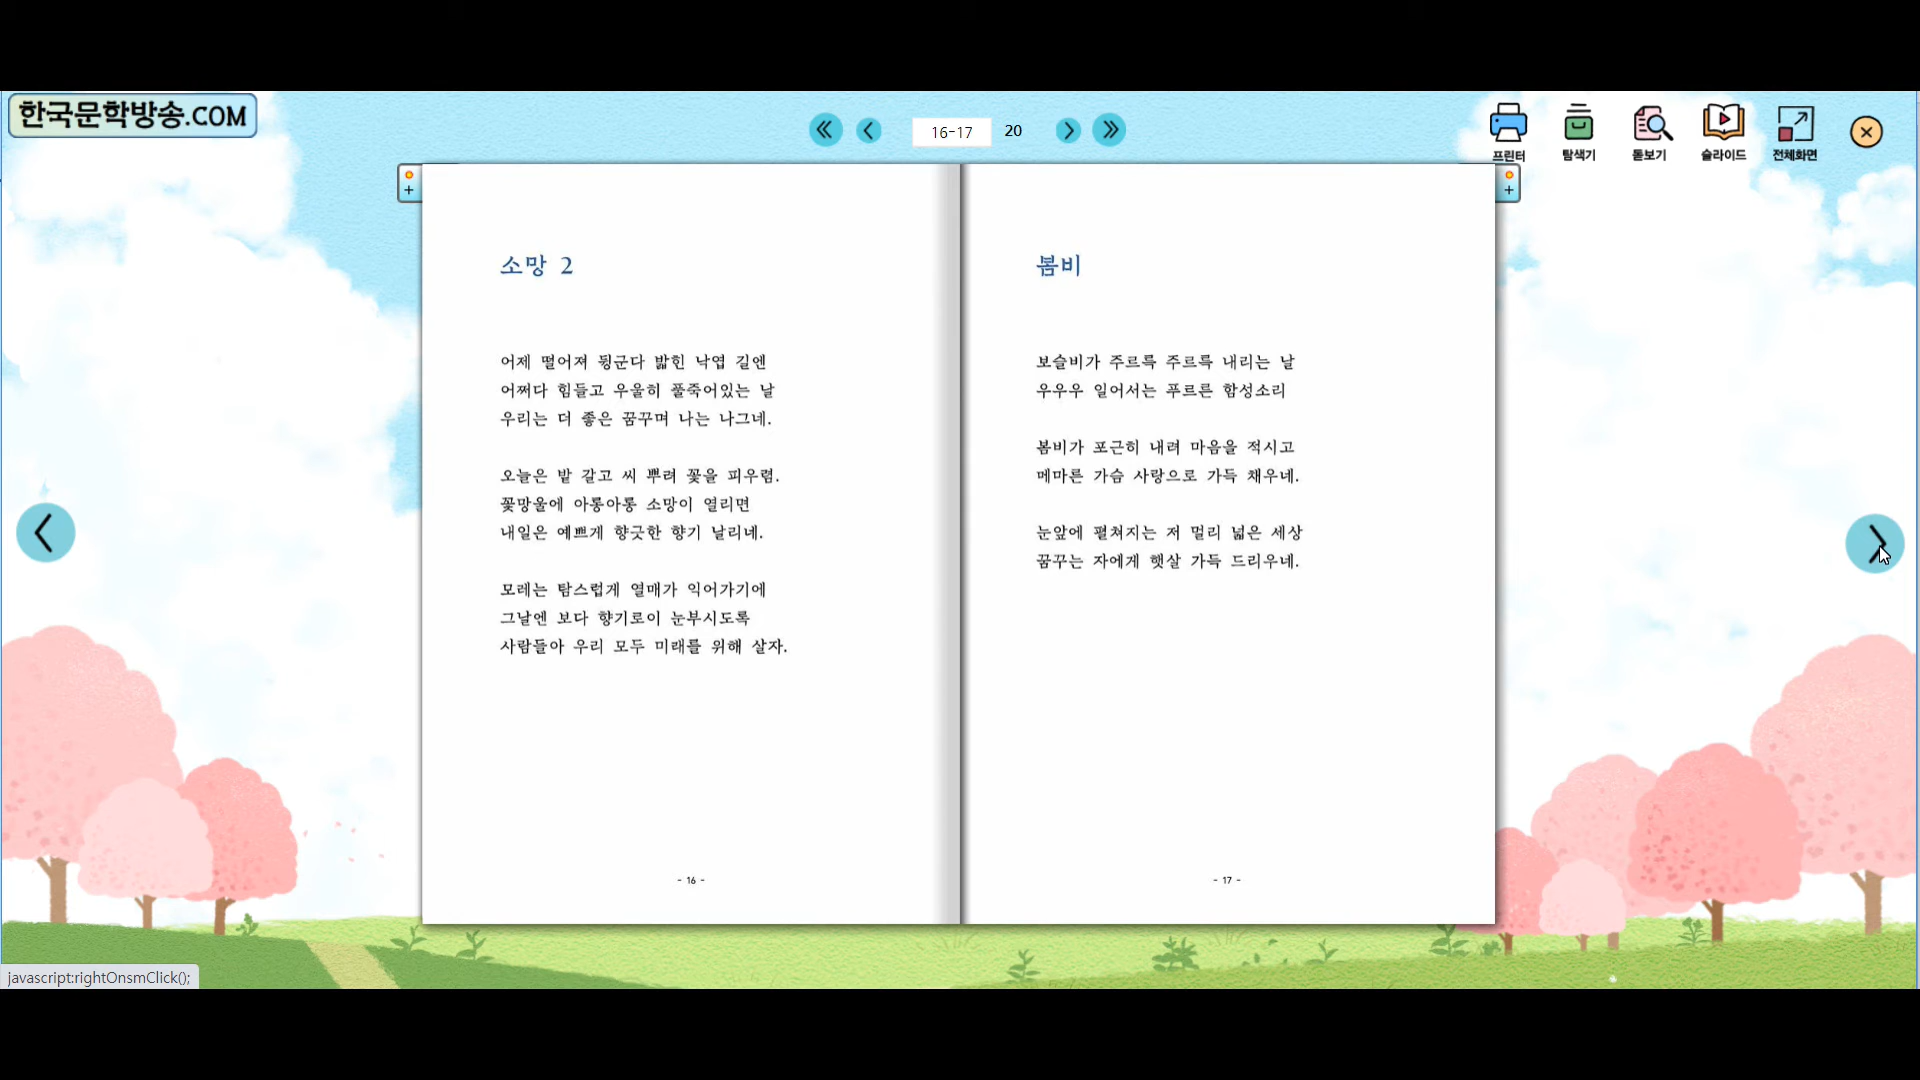 한국문학방송.COM
16-17
20
프린터
탐색기
돋보기
슬라이드
전체화면
소망 2
어제 떨어져 뒹군다 밟힌 낙엽 길엔
어쩌다 힘들고 우울히 풀죽어있는 날
우리는 더 좋은 꿈꾸며 나는 나그네.
오늘은 밭 갈고 씨 뿌려 꽃을 피우렴.
꽃망울에 아롱아롱 소망이 열리면
내일은 예쁘게 향긋한 향기 날리네.
모레는 탐스럽게 열매가 익어가기에
그날엔 보다 향기로이 눈부시도록
사람들아 우리 모두 미래를 위해 살자.
- 16 -
봄비
보슬비가 주르륵 주르륵 내리는 날
우우우 일어서는 푸르른 함성소리
봄비가 포근히 내려 마음을 적시고
메마른 가슴 사랑으로 가득 채우네.
눈앞에 펼쳐지는 저 멀리 넓은 세상
꿈꾸는 자에게 햇살 가득 드리우네.
- 17 -
javascript:rightOnsmClick();